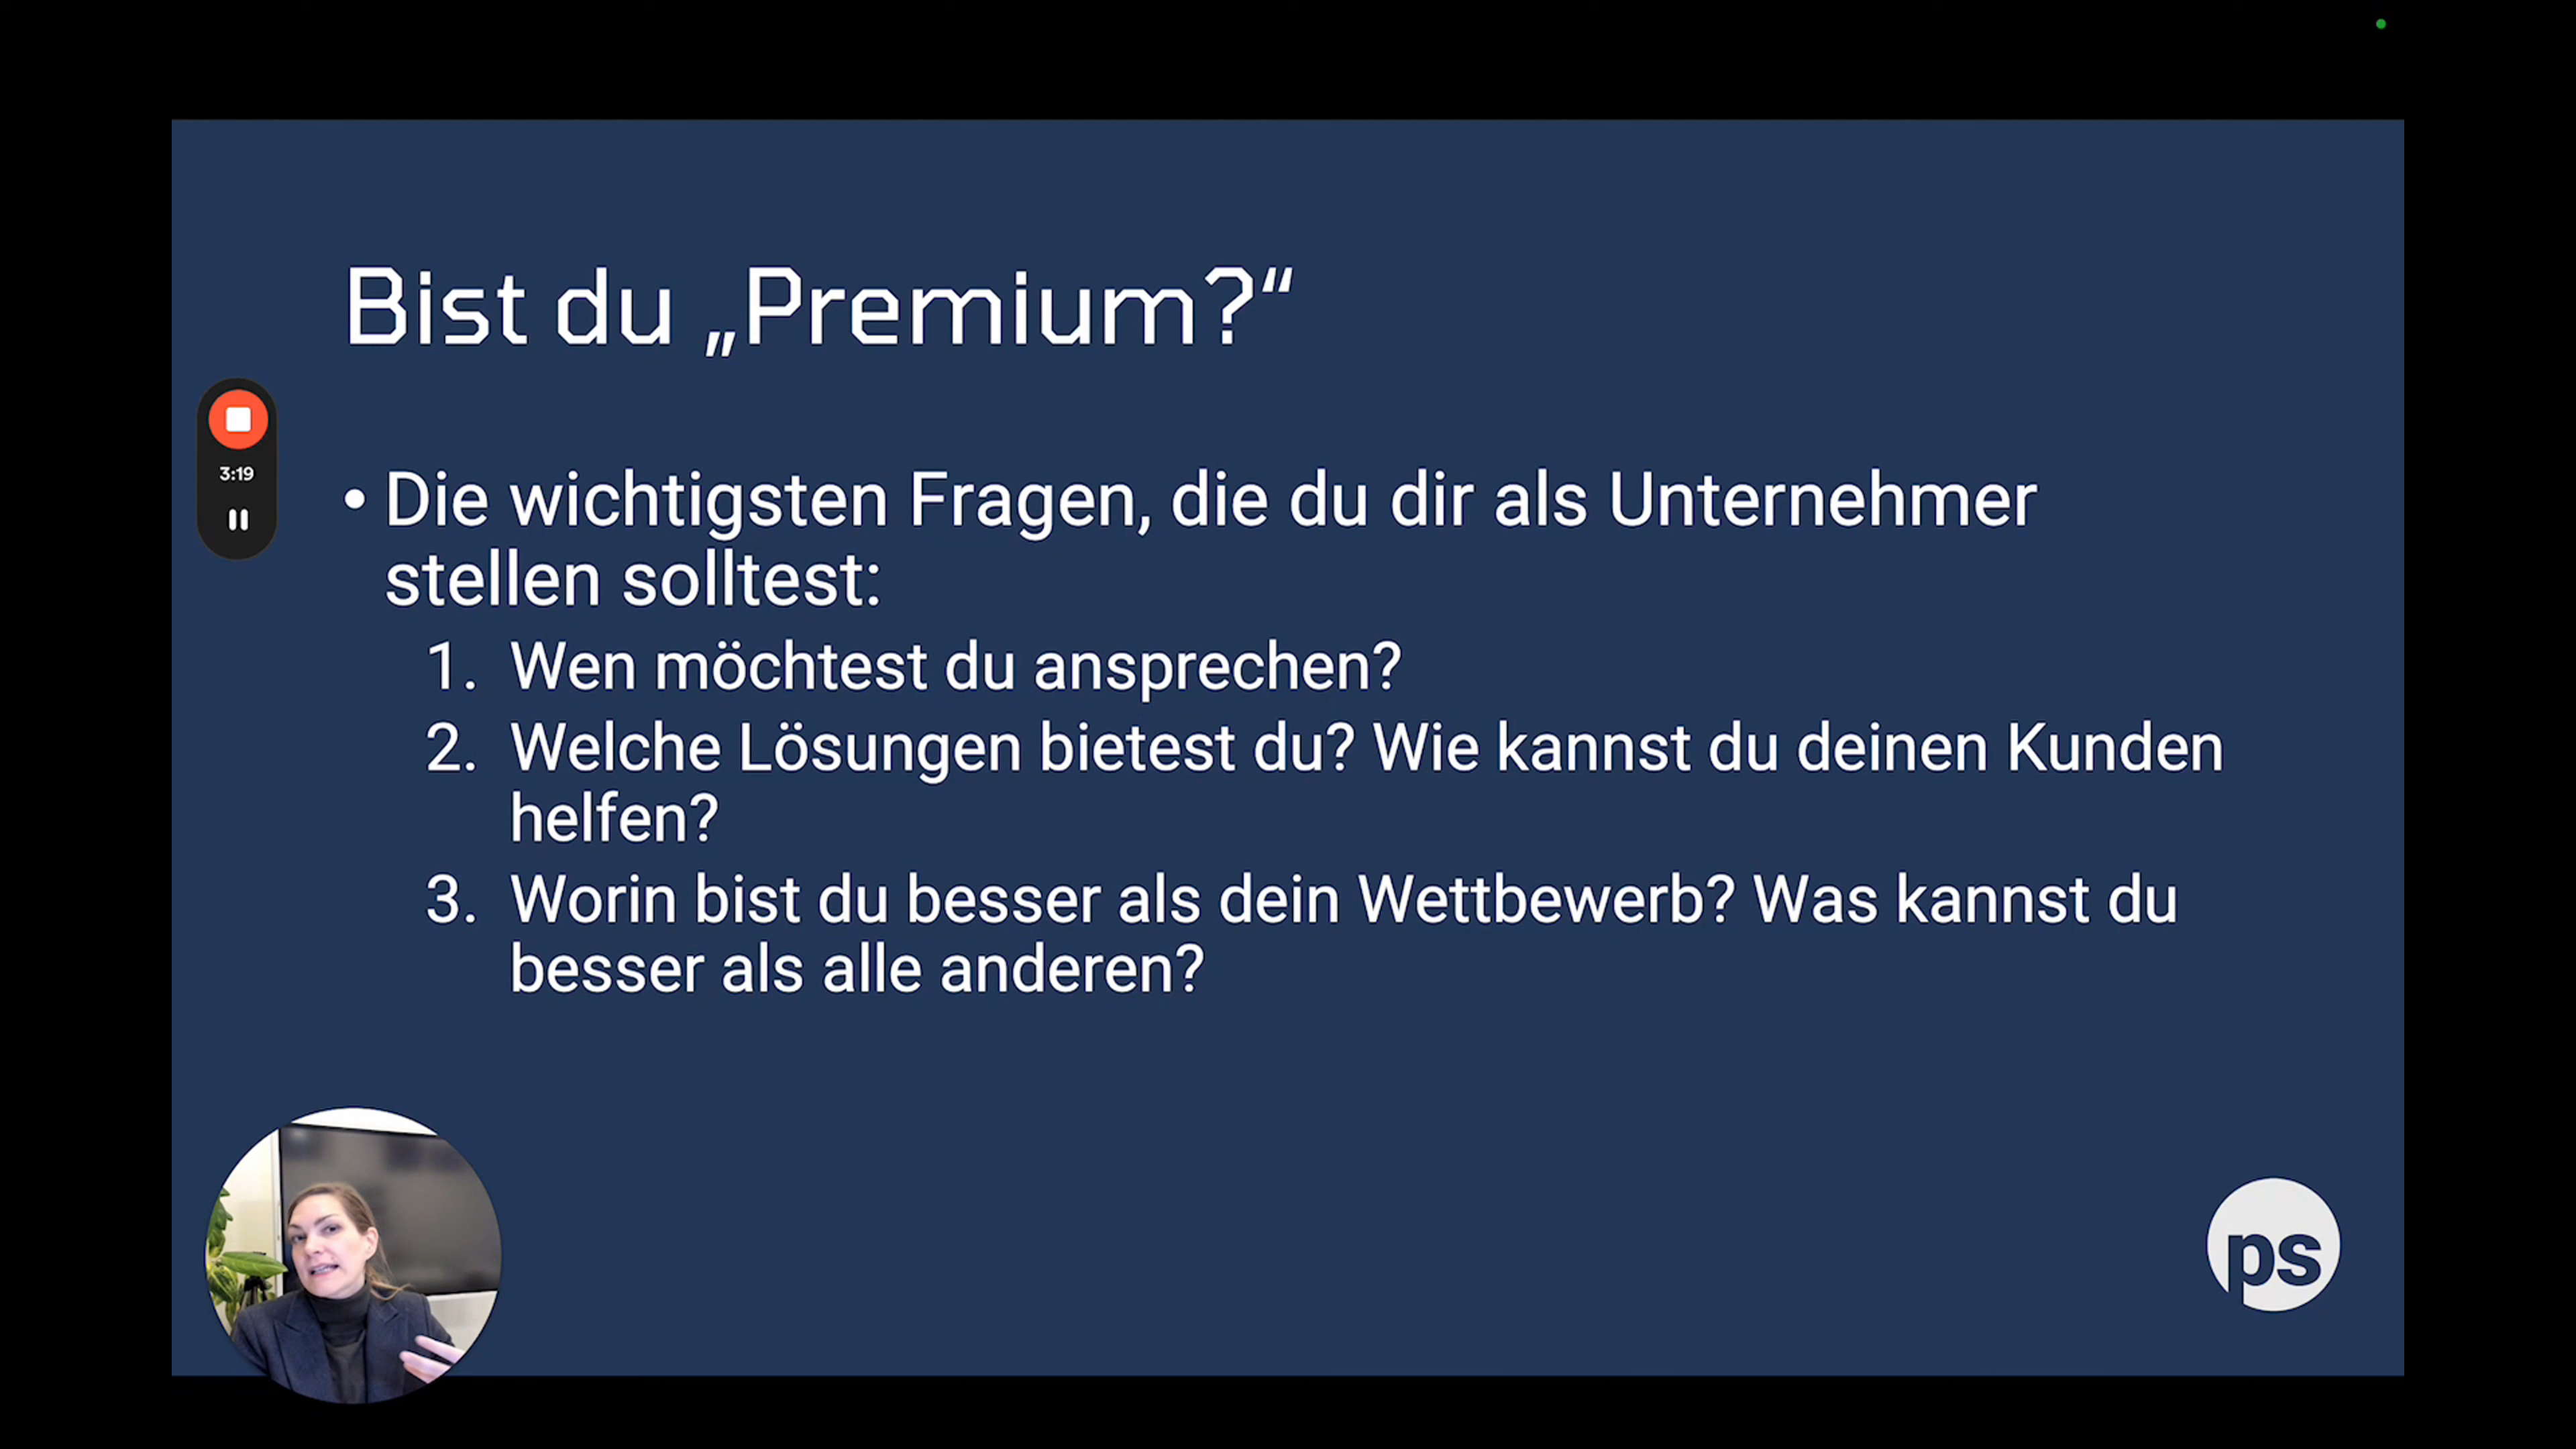 Bist du „Premium?“
3:19
• Die wichtigsten Fragen, die du dir als Unternehmer
stellen solltest:
1. Wen möchtest du ansprechen?
2. Welche Lösungen bietest du? Wie kannst du deinen Kunden
helfen?
3. Worin bist du besser als dein Wettbewerb? Was kannst du
besser als alle anderen?
ps